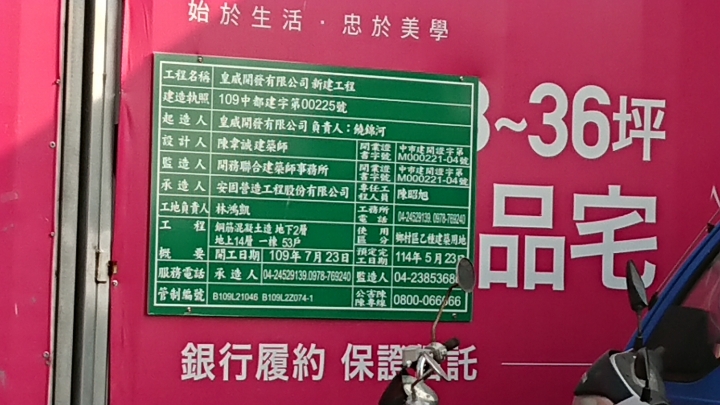 始於生活．忠於美學
工程名稱 皇威開發有限公司 新建工程
建造執照 109中都建字第00225號
起造人 皇威開發有限公司 負責人：饒錦河
設計人 陳韋誠建築師 開業證書字號 中市建開證字第M000221-04號
監造人 開務聯合建築師事務所 開業證書字號 中市建開證字第M000221-04號
承造人 安固營造工程股份有限公司 專任工程人員 陳昭旭
工地負責人 林鴻凱 工務所電話 04-24529139.0978-769240
工程概要 鋼筋混凝土造 地下2層 使用區分 鄉村區乙種建築用地
地上14層 一棟 53戶
開工日期 109年7月23日 預定完工日期 114年5月23
服務電話 承造人 04-24529139.0978-769240 監造人 04-2385368
管制編號 B109L21046 B109L2Z074-1 公害陳陳專線 0800-066666
~36坪
品宅
銀行履約 保證 託